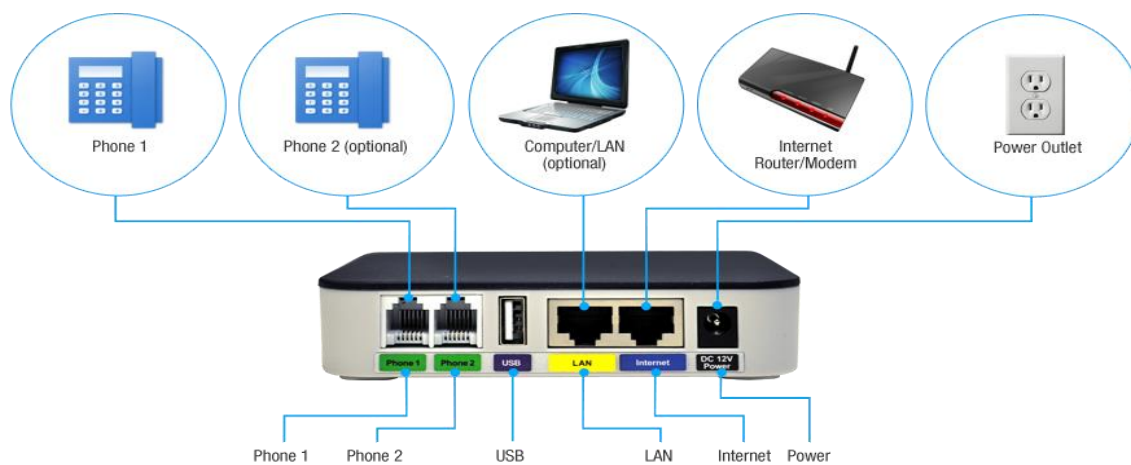 Phone 1
Phone 2 (optional)
Computer/LAN
(optional)
Internet
Router/Modem
Power Outlet
Phone 1
Phone 2
USB
LAN
Internet
DC 12V
Power
Phone 1
Phone 2
USB
LAN
Internet
Power